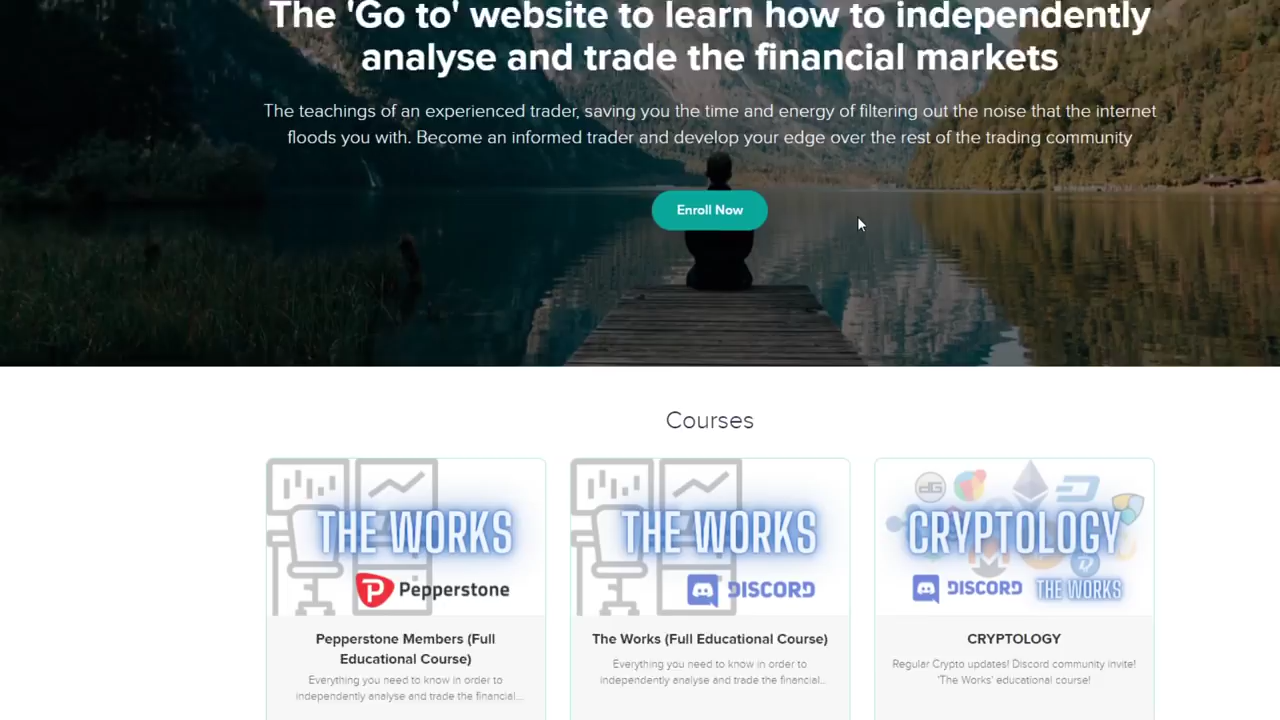 The 'Go to' website to learn how to independently
analyse and trade the financial markets
The teachings of an experienced trader, saving you the time and energy of filtering out the noise that the internet
floods you with. Become an informed trader and develop your edge over the rest of the trading community
Enroll Now
Courses
THE WORKS
Pepperstone
Pepperstone Members (Full
Educational Course)
Everything you need to know in order to
independently analyse and trade the financial...
THE WORKS
DISCORD
The Works (Full Educational Course)
Everything you need to know in order to
independently analyse and trade the financial...
CRYPTOLOGY
DISCORD THE WORKS
CRYPTOLOGY
Regular Crypto updates! Discord community invite!
'The Works' educational course!